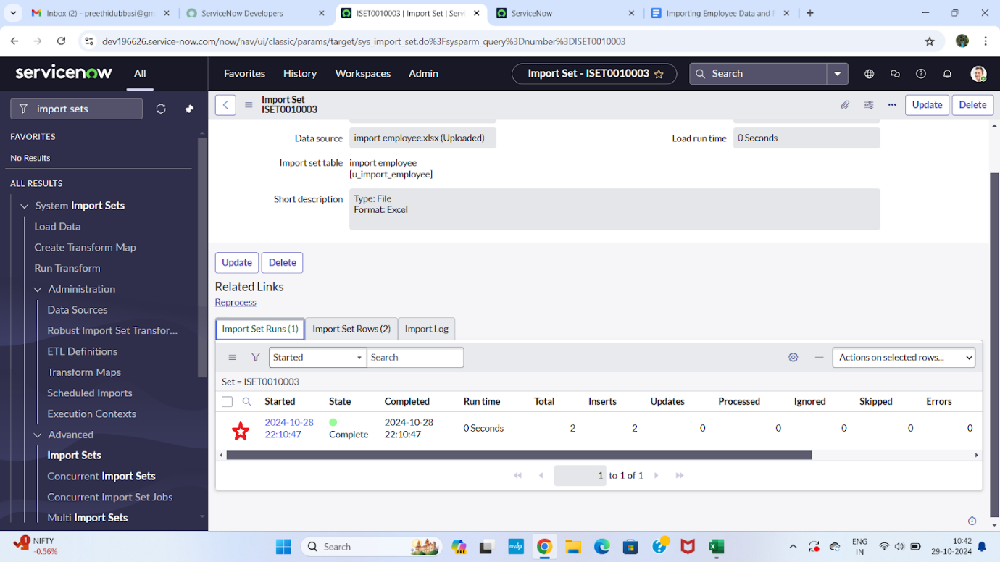 Inbox (2) - preethidubbasi@gm
ServiceNow Developers
ISET0010003 | Import Set | Serv
ServiceNow
Importing Employee Data and
dev196626.service-now.com/now/nav/ui/classic/params/target/sys_import_set.do%3Fsysparm_query%3Dnumber%3DISET0010003
servicenow
All
Favorites
History
Workspaces
Admin
Import Set - ISET0010003
Search
import sets
FAVORITES
No Results
ALL RESULTS
System Import Sets
Load Data
Create Transform Map
Run Transform
Administration
Data Sources
Robust Import Set Transfor...
ETL Definitions
Transform Maps
Scheduled Imports
Execution Contexts
Advanced
Import Sets
Concurrent Import Sets
Concurrent Import Set Jobs
Multi Import Sets
Import Set
ISET0010003
Update
Delete
Data source
import employee.xlsx (Uploaded)
Load run time
0 Seconds
Import set table
import employee
[u_import_employee]
Short description
Type: File
Format: Excel
Update
Delete
Related Links
Reprocess
Import Set Runs (1)
Import Set Rows (2)
Import Log
Started
Search
Actions on selected rows...
Set = ISET0010003
Started State Completed Run time Total Inserts Updates Processed Ignored Skipped Errors
2024-10-28 22:10:47 Complete 2024-10-28 22:10:47 0 Seconds 2 2 0 0 0 0 0
1 to 1 of 1
1
NIFTY
-0.56%
Search
PRE
myhp
ENG
IN
10:42
29-10-2024